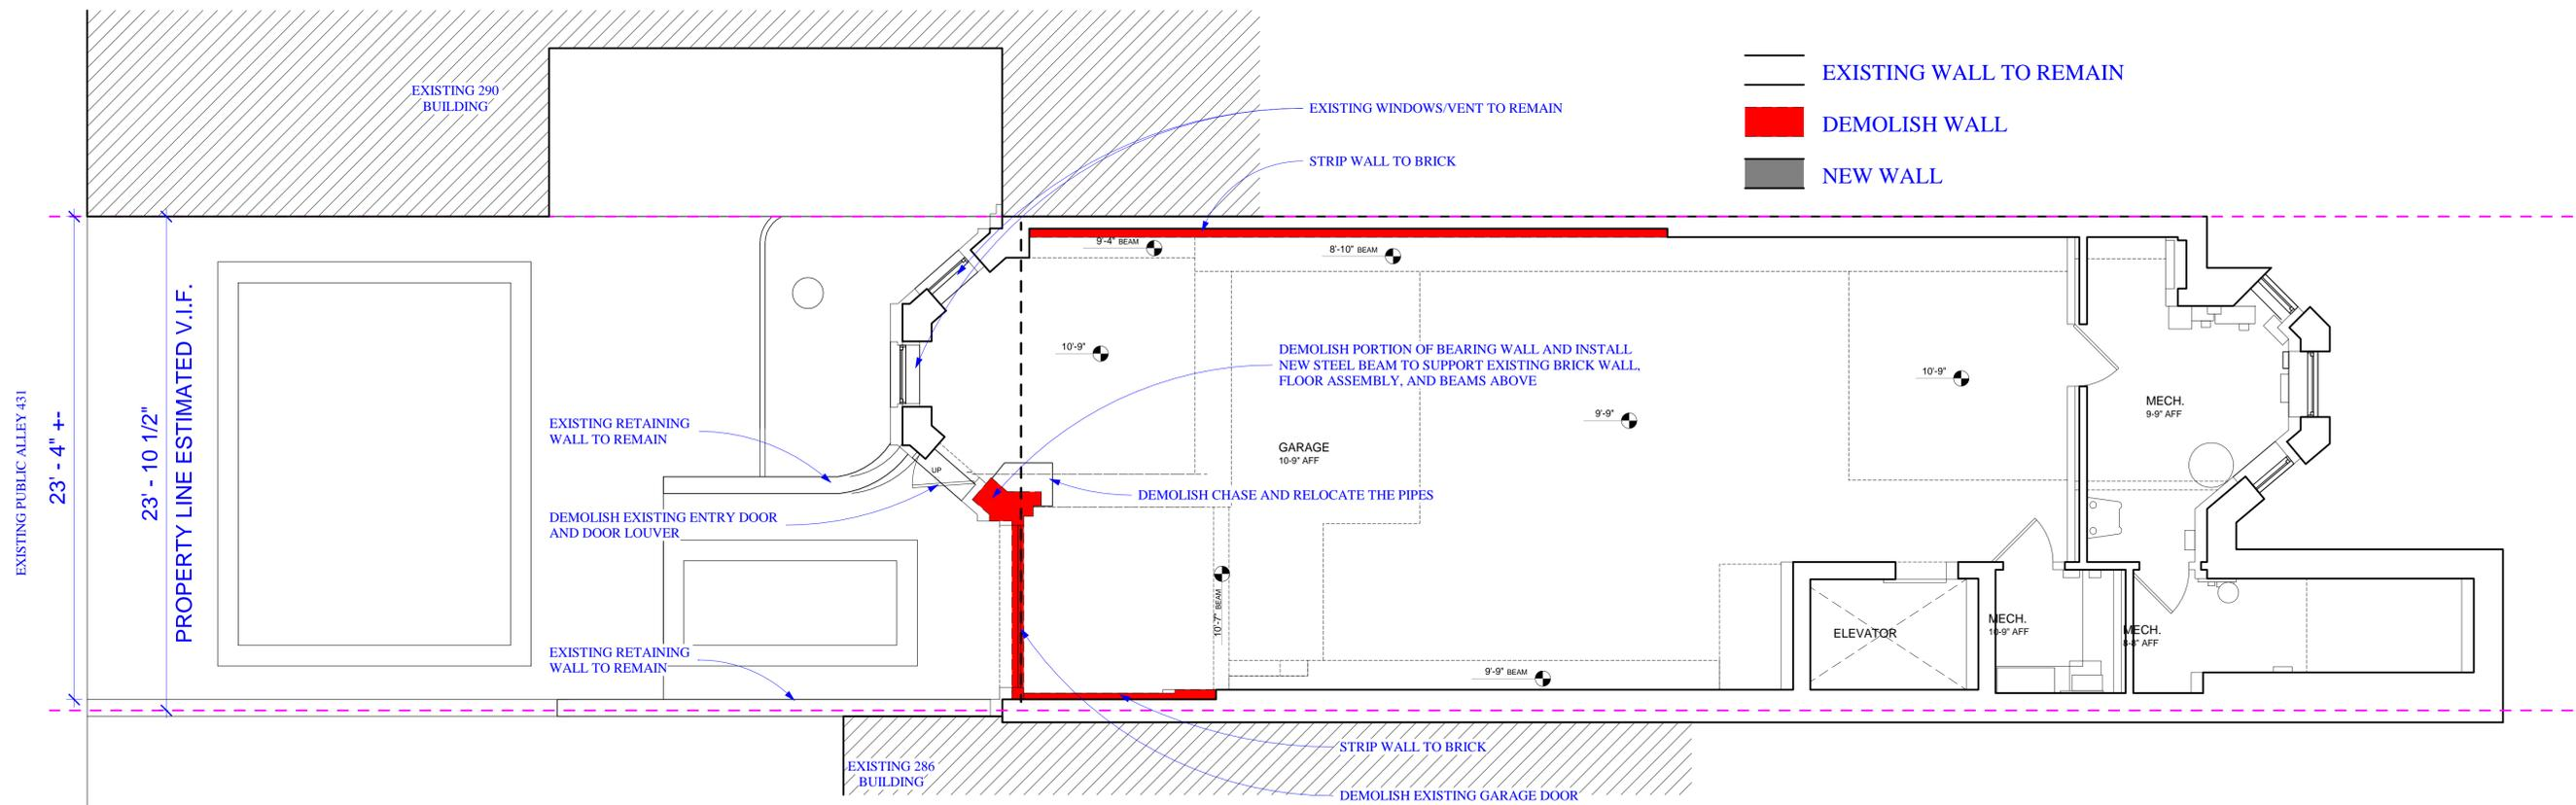 EXISTING 290
BUILDING
EXISTING WINDOWS/VENT TO REMAIN
STRIP WALL TO BRICK
EXISTING WALL TO REMAIN
DEMOLISH WALL
NEW WALL
EXISTING PUBLIC ALLEY 431
23' - 4" +-
23' - 10 1/2"
PROPERTY LINE ESTIMATED V.I.F.
9'-4" BEAM
8'-10" BEAM
10'-9"
DEMOLISH PORTION OF BEARING WALL AND INSTALL
NEW STEEL BEAM TO SUPPORT EXISTING BRICK WALL,
FLOOR ASSEMBLY, AND BEAMS ABOVE
10'-9"
9'-9"
MECH.
9-9" AFF
EXISTING RETAINING
WALL TO REMAIN
GARAGE
10-9" AFF
UP
DEMOLISH CHASE AND RELOCATE THE PIPES
DEMOLISH EXISTING ENTRY DOOR
AND DOOR LOUVER
10'-7" BEAM
ELEVATOR
MECH.
10-9" AFF
MECH.
8-8" AFF
EXISTING RETAINING
WALL TO REMAIN
9'-9" BEAM
STRIP WALL TO BRICK
EXISTING 286
BUILDING
DEMOLISH EXISTING GARAGE DOOR